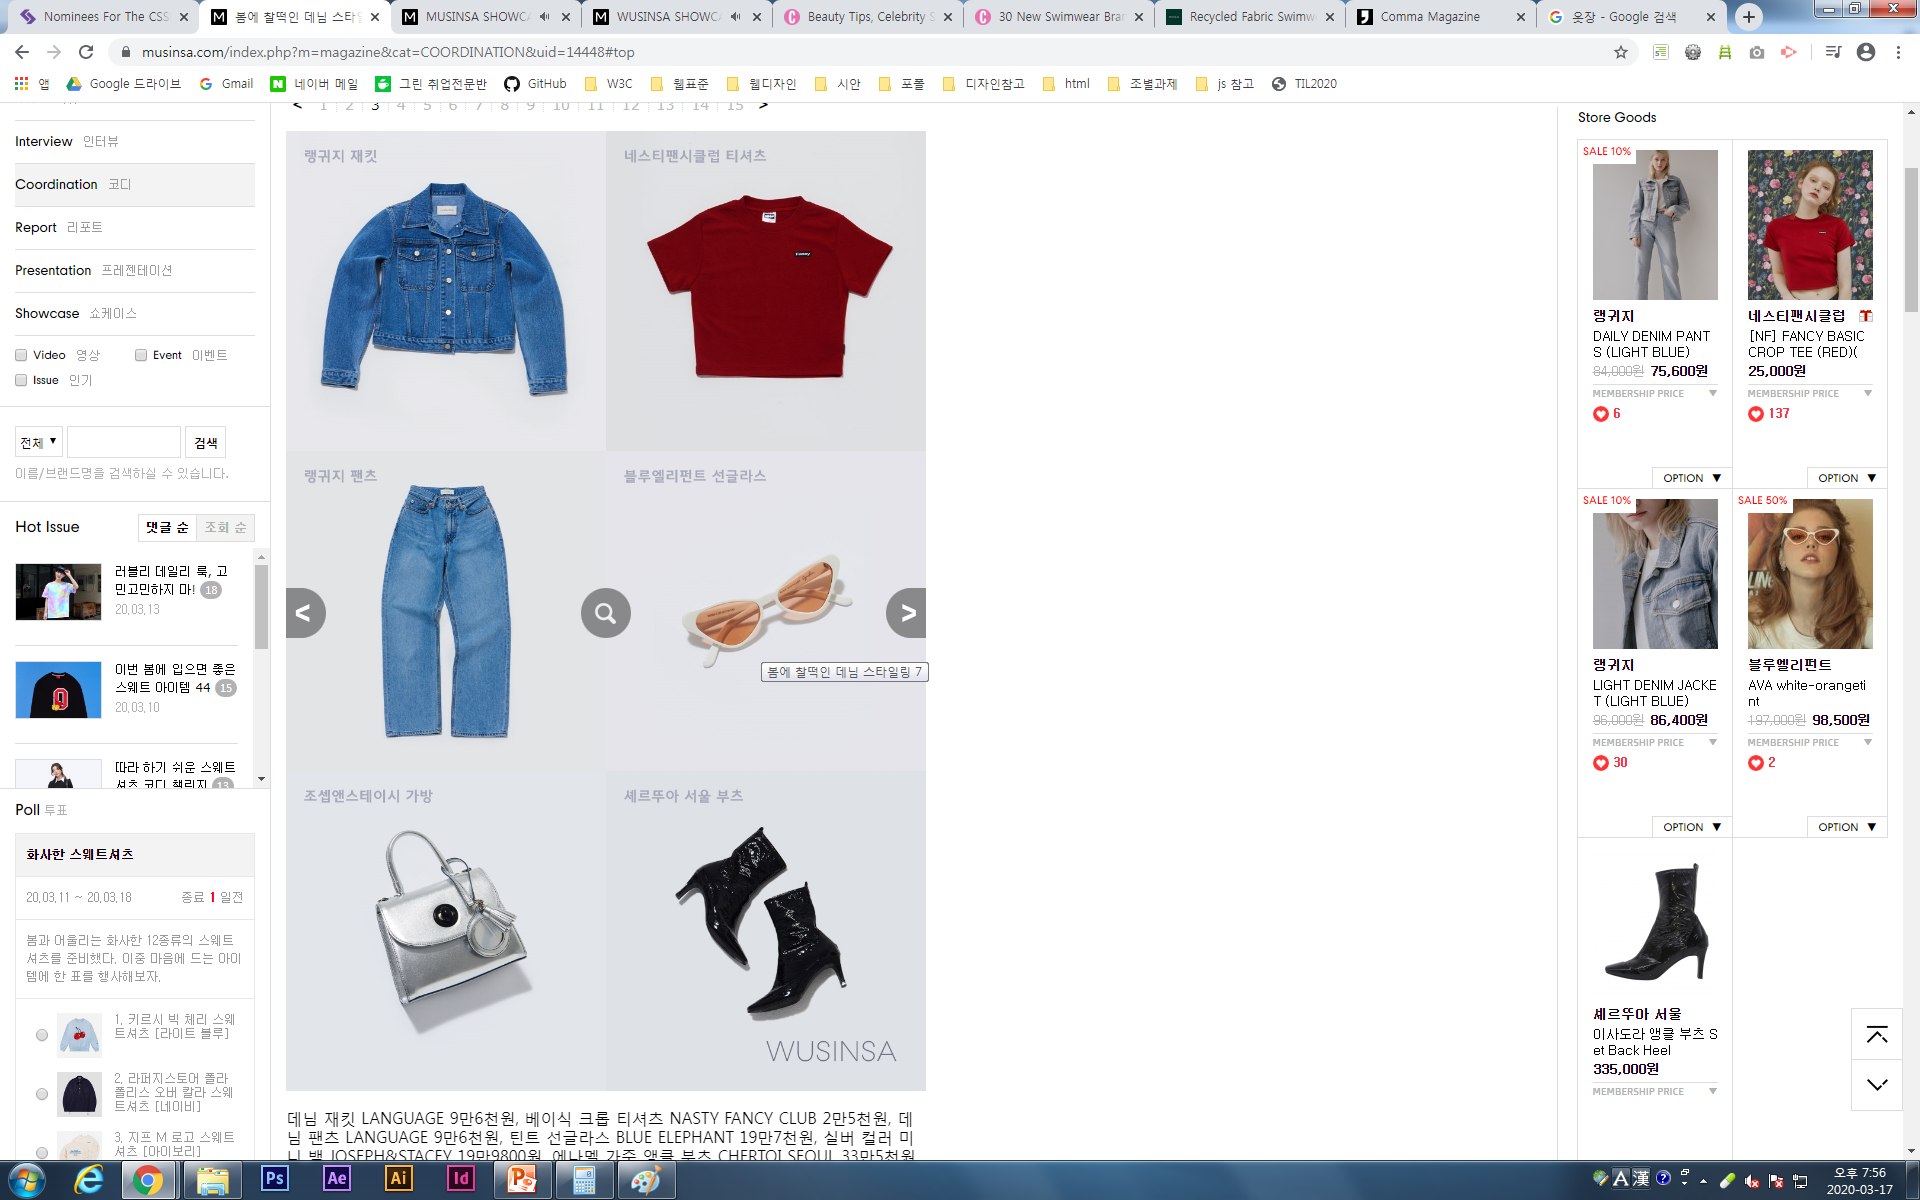 Nominees For The CSS
봄에 찰떡인 데님 스타일
MUSINSA SHOWCA
WUSINSA SHOWC
Beauty Tips, Celebrity S
30 New Swimwear Bran
Recycled Fabric Swimw
Comma Magazine
옷장 - Google 검색
musinsa.com/index.php?m=magazine&cat=COORDINATION&uid=14448#top
앱 Google 드라이브 Gmail 네이버 메일 그린 취업전문반 GitHub W3C 웹표준 웹디자인 시안 포폴 디자인참고 html 조별과제 js 참고 TIL2020
< 1 2 3 4 5 6 7 8 9 10 11 12 13 14 15 >
Interview 인터뷰
Coordination 코디
Report 리포트
Presentation 프레젠테이션
Showcase 쇼케이스
Video 영상 Event 이벤트
Issue 인기
전체 ▼ 검색
이름/브랜드명을 검색하실 수 있습니다.
Hot Issue 댓글 순 조회 순
러블리 데일리 룩, 고
민고민하지 마! 18
20.03.13
이번 봄에 입으면 좋은
스웨트 아이템 44 15
20.03.10
따라 하기 쉬운 스웨트
셔츠 코디 챌린지 13
Poll 투표
화사한 스웨트셔츠
20.03.11 ~ 20.03.18 종료 1 일전
봄과 어울리는 화사한 12종류의 스웨트
셔츠를 준비했다. 이중 마음에 드는 아이
템에 한 표를 행사해보자.
1. 키르시 빅 체리 스웨
트셔츠 [라이트 블루]
2. 라퍼지스토어 폴라
폴리스 오버 칼라 스웨
트셔츠 [네이비]
3. 지프 M 로고 스웨트
셔츠 [아이보리]
랭귀지 재킷
네스티팬시클럽 티셔츠
랭귀지 팬츠
블루엘리펀트 선글라스
< >
봄에 찰떡인 데님 스타일링 7
조셉앤스테이시 가방
셰르뚜아 서울 부츠
WUSINSA
데님 재킷 LANGUAGE 9만6천원, 베이식 크롭 티셔츠 NASTY FANCY CLUB 2만5천원, 데
님 팬츠 LANGUAGE 9만6천원, 틴트 선글라스 BLUE ELEPHANT 19만7천원, 실버 컬러 미
니 백 JOSEPH&STACEY 19만9800원, 에나멜 가죽 앵클 부츠 CHERTOI SEOUL 33만5천원
Store Goods
SALE 10%
랭귀지
DAILY DENIM PANT
S (LIGHT BLUE)
84,000원 75,600원
MEMBERSHIP PRICE ▼
6
OPTION ▼
네스티팬시클럽
[NF] FANCY BASIC
CROP TEE (RED)(
25,000원
MEMBERSHIP PRICE ▼
137
OPTION ▼
SALE 10%
랭귀지
LIGHT DENIM JACKE
T (LIGHT BLUE)
96,000원 86,400원
MEMBERSHIP PRICE ▼
30
OPTION ▼
SALE 50%
블루엘리펀트
AVA white-orangeti
nt
197,000원 98,500원
MEMBERSHIP PRICE ▼
2
OPTION ▼
셰르뚜아 서울
이사도라 앵클 부츠 S
et Back Heel
335,000원
MEMBERSHIP PRICE ▼
Ps Ae Ai Id
A 漢
오후 7:56
2020-03-17